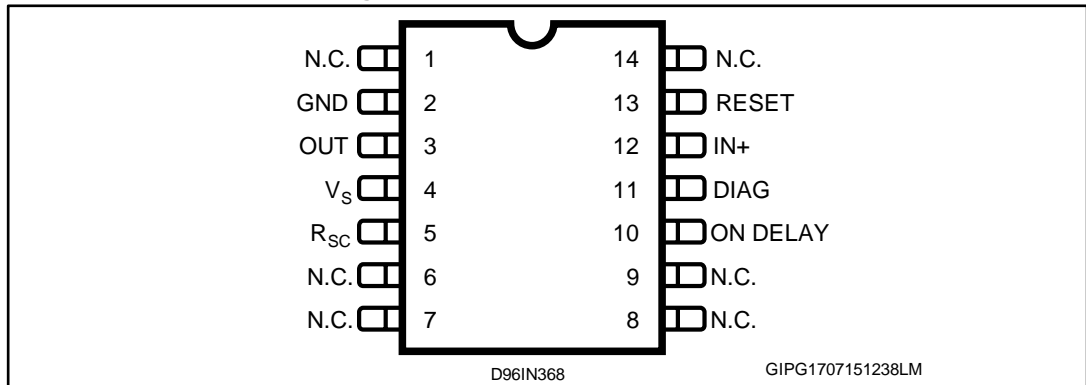 N.C. 1 14 N.C.
GND 2 13 RESET
OUT 3 12 IN+
VS 4 11 DIAG
RSC 5 10 ON DELAY
N.C. 6 9 N.C.
N.C. 7 8 N.C.
D96IN368 GIPG1707151238LM